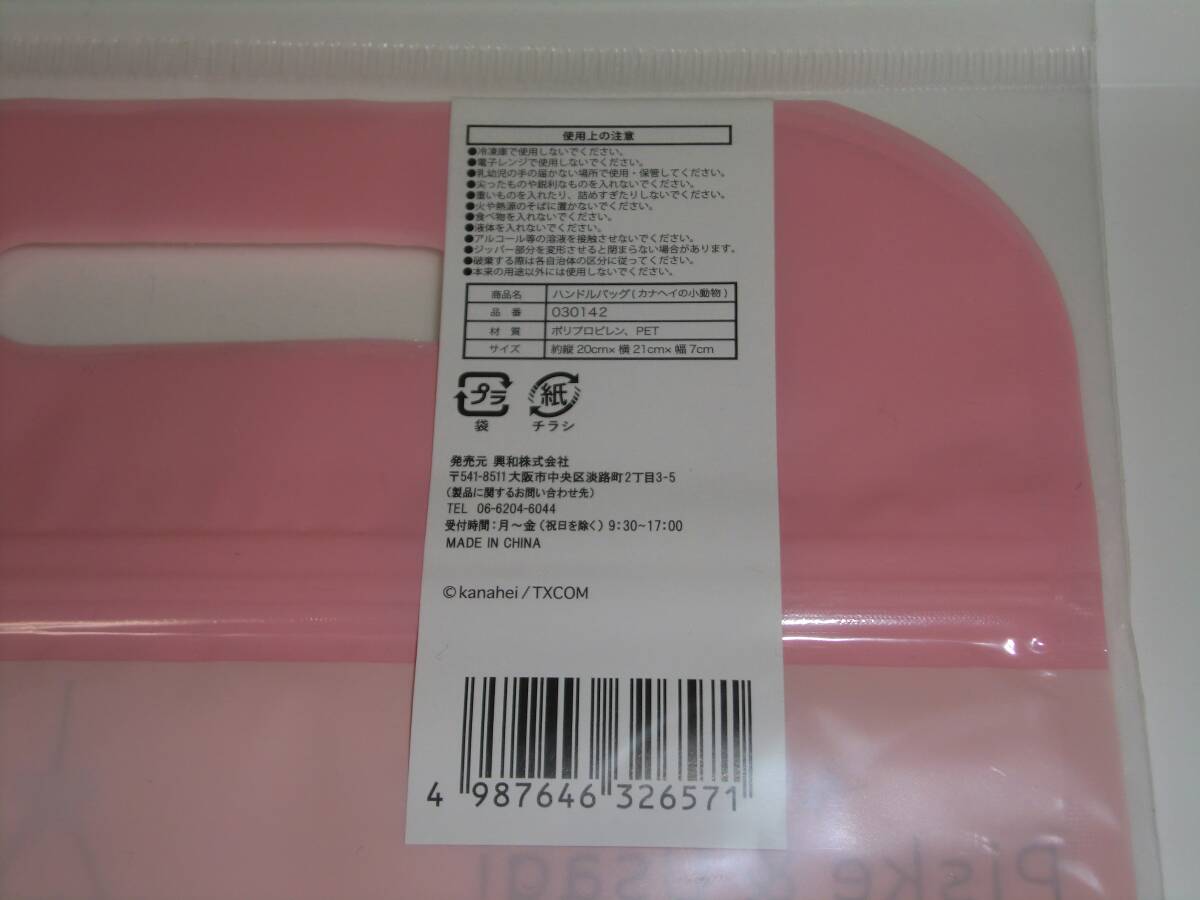 使用上の注意
●冷凍庫で使用しないでください。
●電子レンジで使用しないでください。
●乳幼児の手の届かない場所で使用・保管してください。
●尖ったものや鋭利なものを入れないでください。
●重いものを入れたり、詰めすぎたりしないでください。
●火や熱源のそばに置かないでください。
●食べ物を入れないでください。
●液体を入れないでください。
●アルコール等の溶液を接触させないでください。
●ジッパー部分を変形させると閉まらない場合があります。
●破棄する際は各自治体の区分に従ってください。
●本来の用途以外には使用しないでください。
商品名 ハンドルバッグ(カナヘイの小動物)
品番 030142
材質 ポリプロピレン、PET
サイズ 約縦20cm×横21cm×幅7cm
プラ 紙
袋 チラシ
発売元 興和株式会社
〒541-8511 大阪市中央区淡路町2丁目3-5
(製品に関するお問い合わせ先)
TEL 06-6204-6044
受付時間:月~金(祝日を除く)9:30~17:00
MADE IN CHINA
©kanahei/TXCOM
4 987646 326571
Piske & Usagi